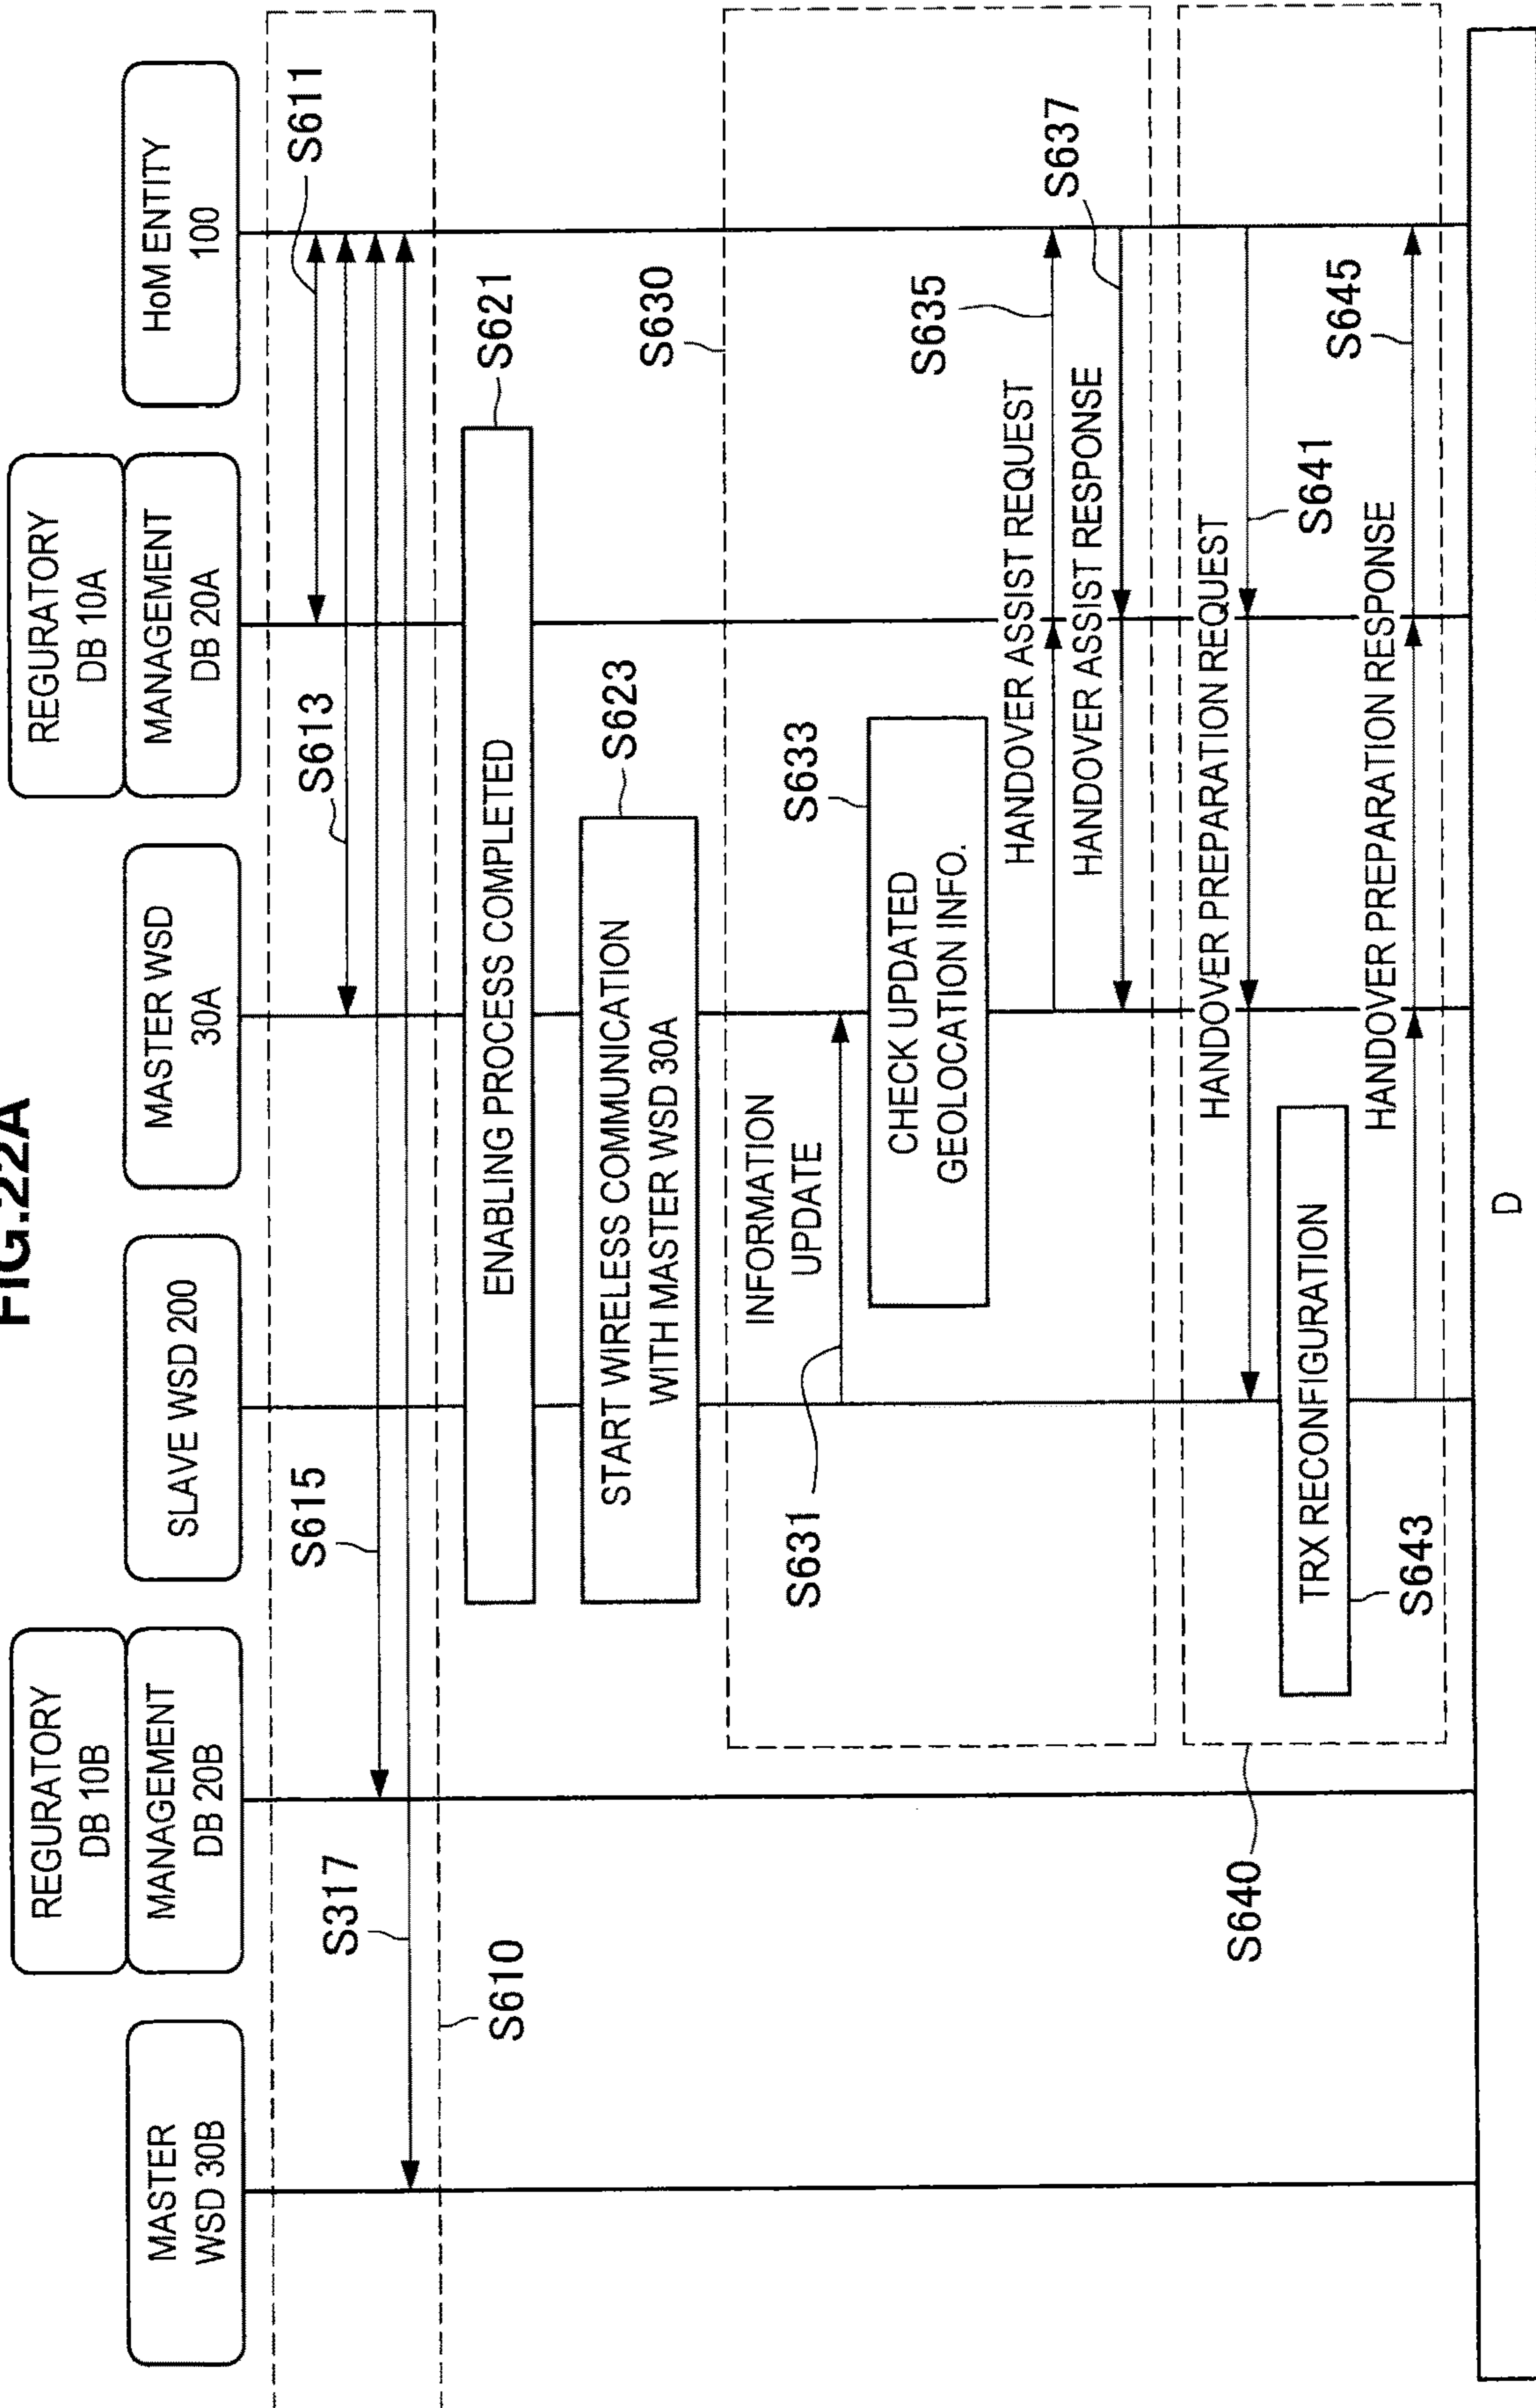 FIG.22A
MASTER
WSD 30B
REGURATORY
DB 10B
MANAGEMENT
DB 20B
SLAVE WSD 200
MASTER WSD
30A
REGURATORY
DB 10A
MANAGEMENT
DB 20A
HoM ENTITY
100
S611
S613
S615
S317
S610
ENABLING PROCESS COMPLETED
S621
START WIRELESS COMMUNICATION
WITH MASTER WSD 30A
S623
S630
INFORMATION
UPDATE
S631
CHECK UPDATED
GEOLOCATION INFO.
S633
HANDOVER ASSIST REQUEST
S635
HANDOVER ASSIST RESPONSE
S637
HANDOVER PREPARATION REQUEST
S641
S640
TRX RECONFIGURATION
S643
HANDOVER PREPARATION RESPONSE
S645
D